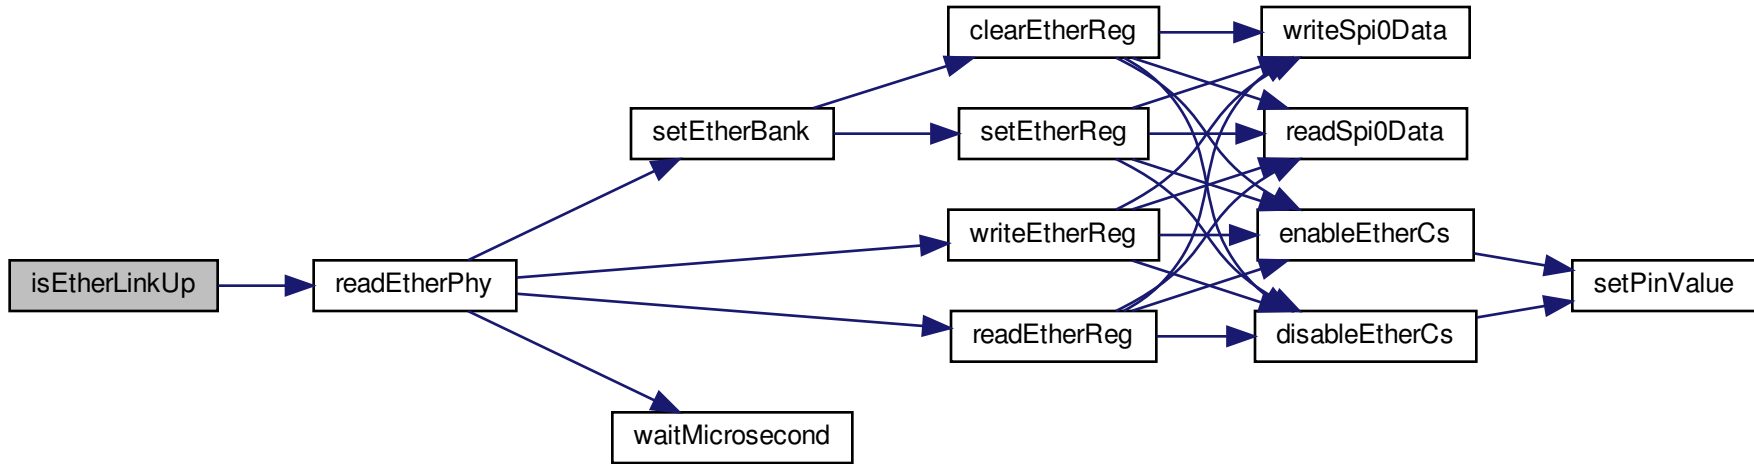 isEtherLinkUp
readEtherPhy
setEtherBank
waitMicrosecond
clearEtherReg
setEtherReg
writeEtherReg
readEtherReg
writeSpi0Data
readSpi0Data
enableEtherCs
disableEtherCs
setPinValue